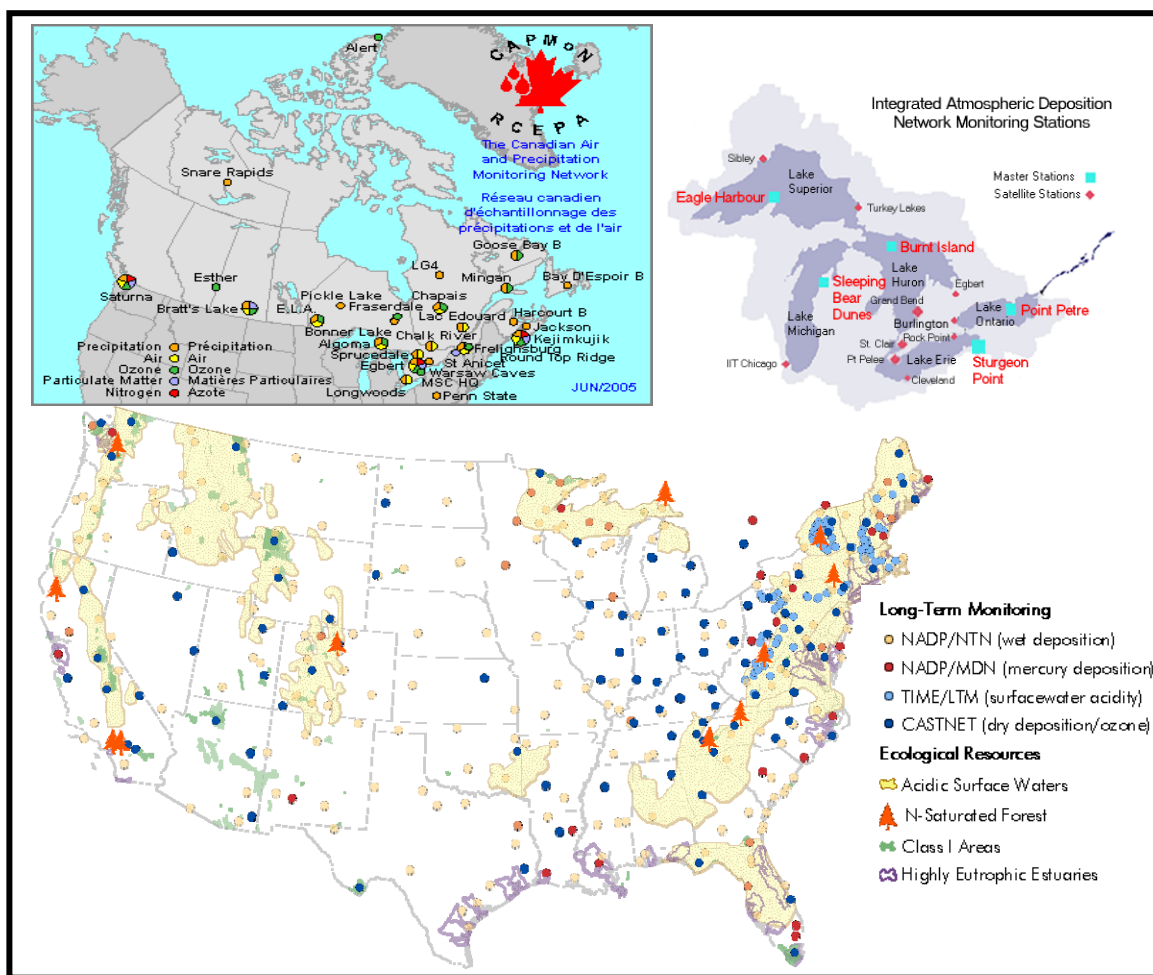 CAPMoN
RCEPA
The Canadian Air
and Precipitation
Monitoring Network
Réseau canadien
d'échantillonnage des
précipitations et de l'air
Alert
Snare Rapids
Goose Bay B
LG4
Mingan
Bay D'Espoir B
Saturna
Esther
Bratt's Lake
E.L.A.
Pickle Lake
Fraserdale
Chapais
Lac Edouard
Harcourt B
Jackson
Kejimkujik
Bonner Lake
Chalk River
Algoma
Sprucedale
Frelighsburg
Round Top Ridge
Egbert
St Anicet
Warsaw Caves
MSC HQ
Longwoods
Penn State
Precipitation Précipitation
Air Air
Ozone Ozone
Particulate Matter Matières Particulaires
Nitrogen Azote
JUN/2005
Integrated Atmospheric Deposition
Network Monitoring Stations
Master Stations
Satellite Stations
Sibley
Lake
Superior
Eagle Harbour
Turkey Lakes
Burnt Island
Sleeping
Bear
Dunes
Lake
Huron
Egbert
Grand Bend
Lake
Michigan
Burlington
Lake
Ontario
Point Petre
Rock Point
St. Clair
Pt Pelee
Lake Erie
Sturgeon
Point
IIT Chicago
Cleveland
Long-Term Monitoring
NADP/NTN (wet deposition)
NADP/MDN (mercury deposition)
TIME/LTM (surfacewater acidity)
CASTNET (dry deposition/ozone)
Ecological Resources
Acidic Surface Waters
N-Saturated Forest
Class I Areas
Highly Eutrophic Estuaries